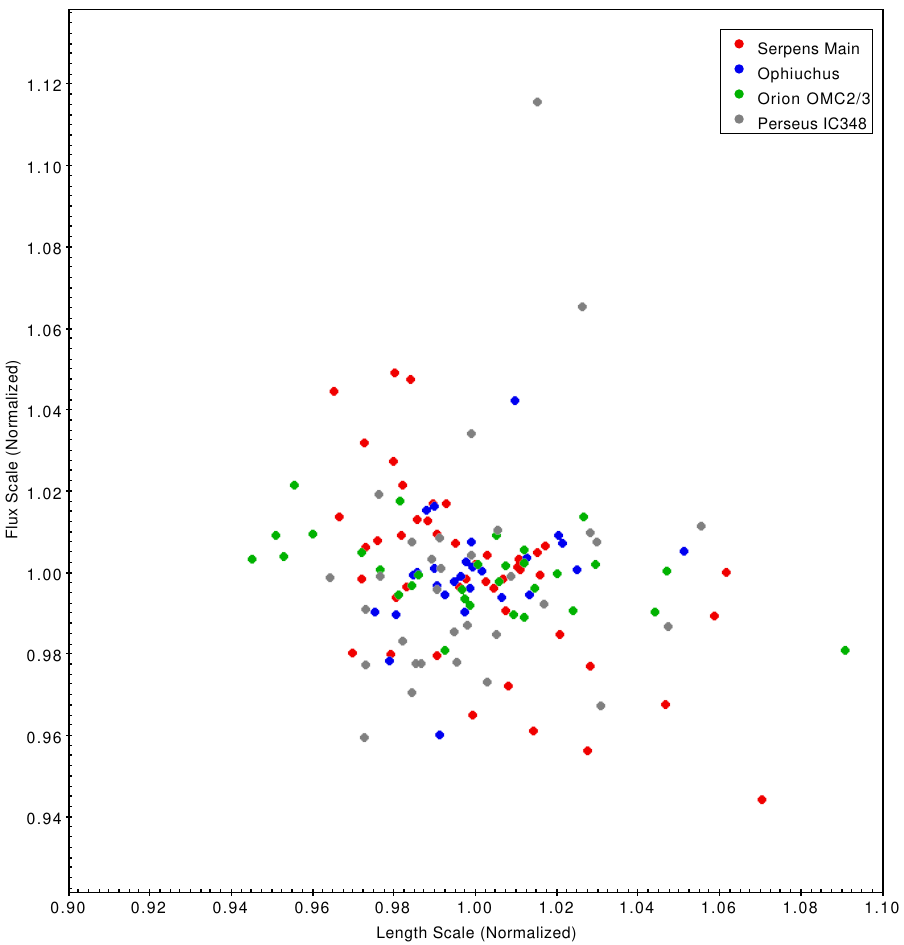 Serpens Main
Ophiuchus
Orion OMC2/3
Perseus IC348
1.12
1.10
1.08
1.06
1.04
1.02
1.00
0.98
0.96
0.94
Flux Scale (Normalized)
0.90 0.92 0.94 0.96 0.98 1.00 1.02 1.04 1.06 1.08 1.10
Length Scale (Normalized)